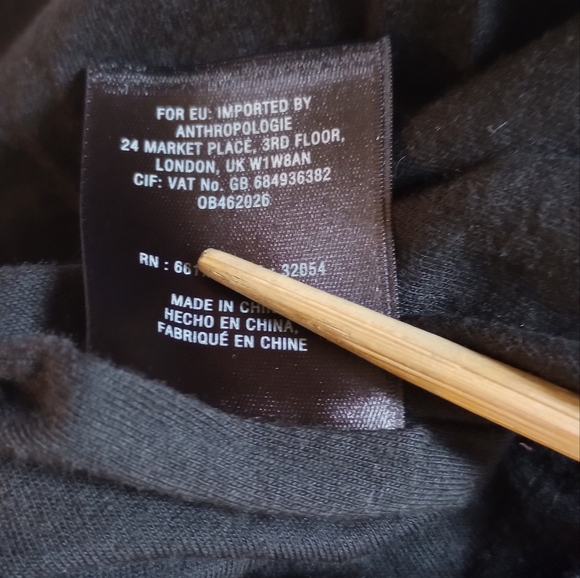 FOR EU: IMPORTED BY
ANTHROPOLOGIE
24 MARKET PLACE, 3RD FLOOR,
LONDON, UK W1W8AN
CIF: VAT No. GB 684936382
OB462026
RN : 32054
MADE IN
HECHO EN CHINA,
FABRIQUÉ EN CHINE